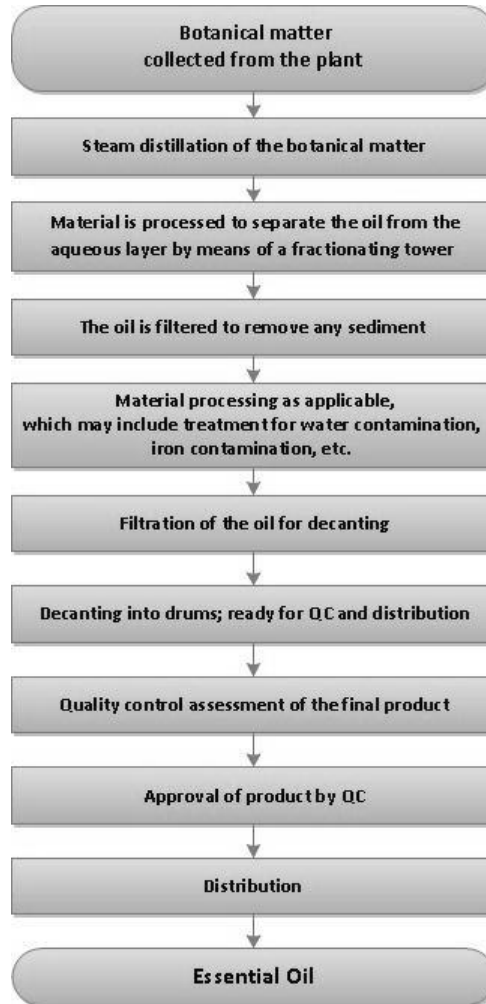 Botanical matter
collected from the plant
Steam distillation of the botanical matter
Material is processed to separate the oil from the
aqueous layer by means of a fractionating tower
The oil is filtered to remove any sediment
Material processing as applicable,
which may include treatment for water contamination,
iron contamination, etc.
Filtration of the oil for decanting
Decanting into drums; ready for QC and distribution
Quality control assessment of the final product
Approval of product by QC
Distribution
Essential Oil